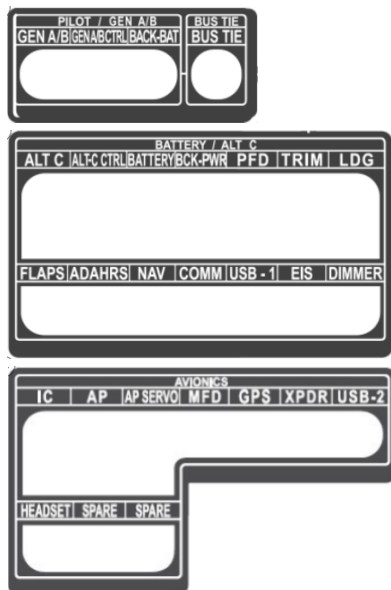 PILOT / GEN A/B BUS TIE
GEN A/B GEN A/B CTRL BACK-BAT BUS TIE
BATTERY / ALT C
ALT C ALT-C CTRL BATTERY BCK-PWR PFD TRIM LDG
FLAPS ADAHRS NAV COMM USB-1 EIS DIMMER
AVIONICS
IC AP AP SERVO MFD GPS XPDR USB-2
HEADSET SPARE SPARE